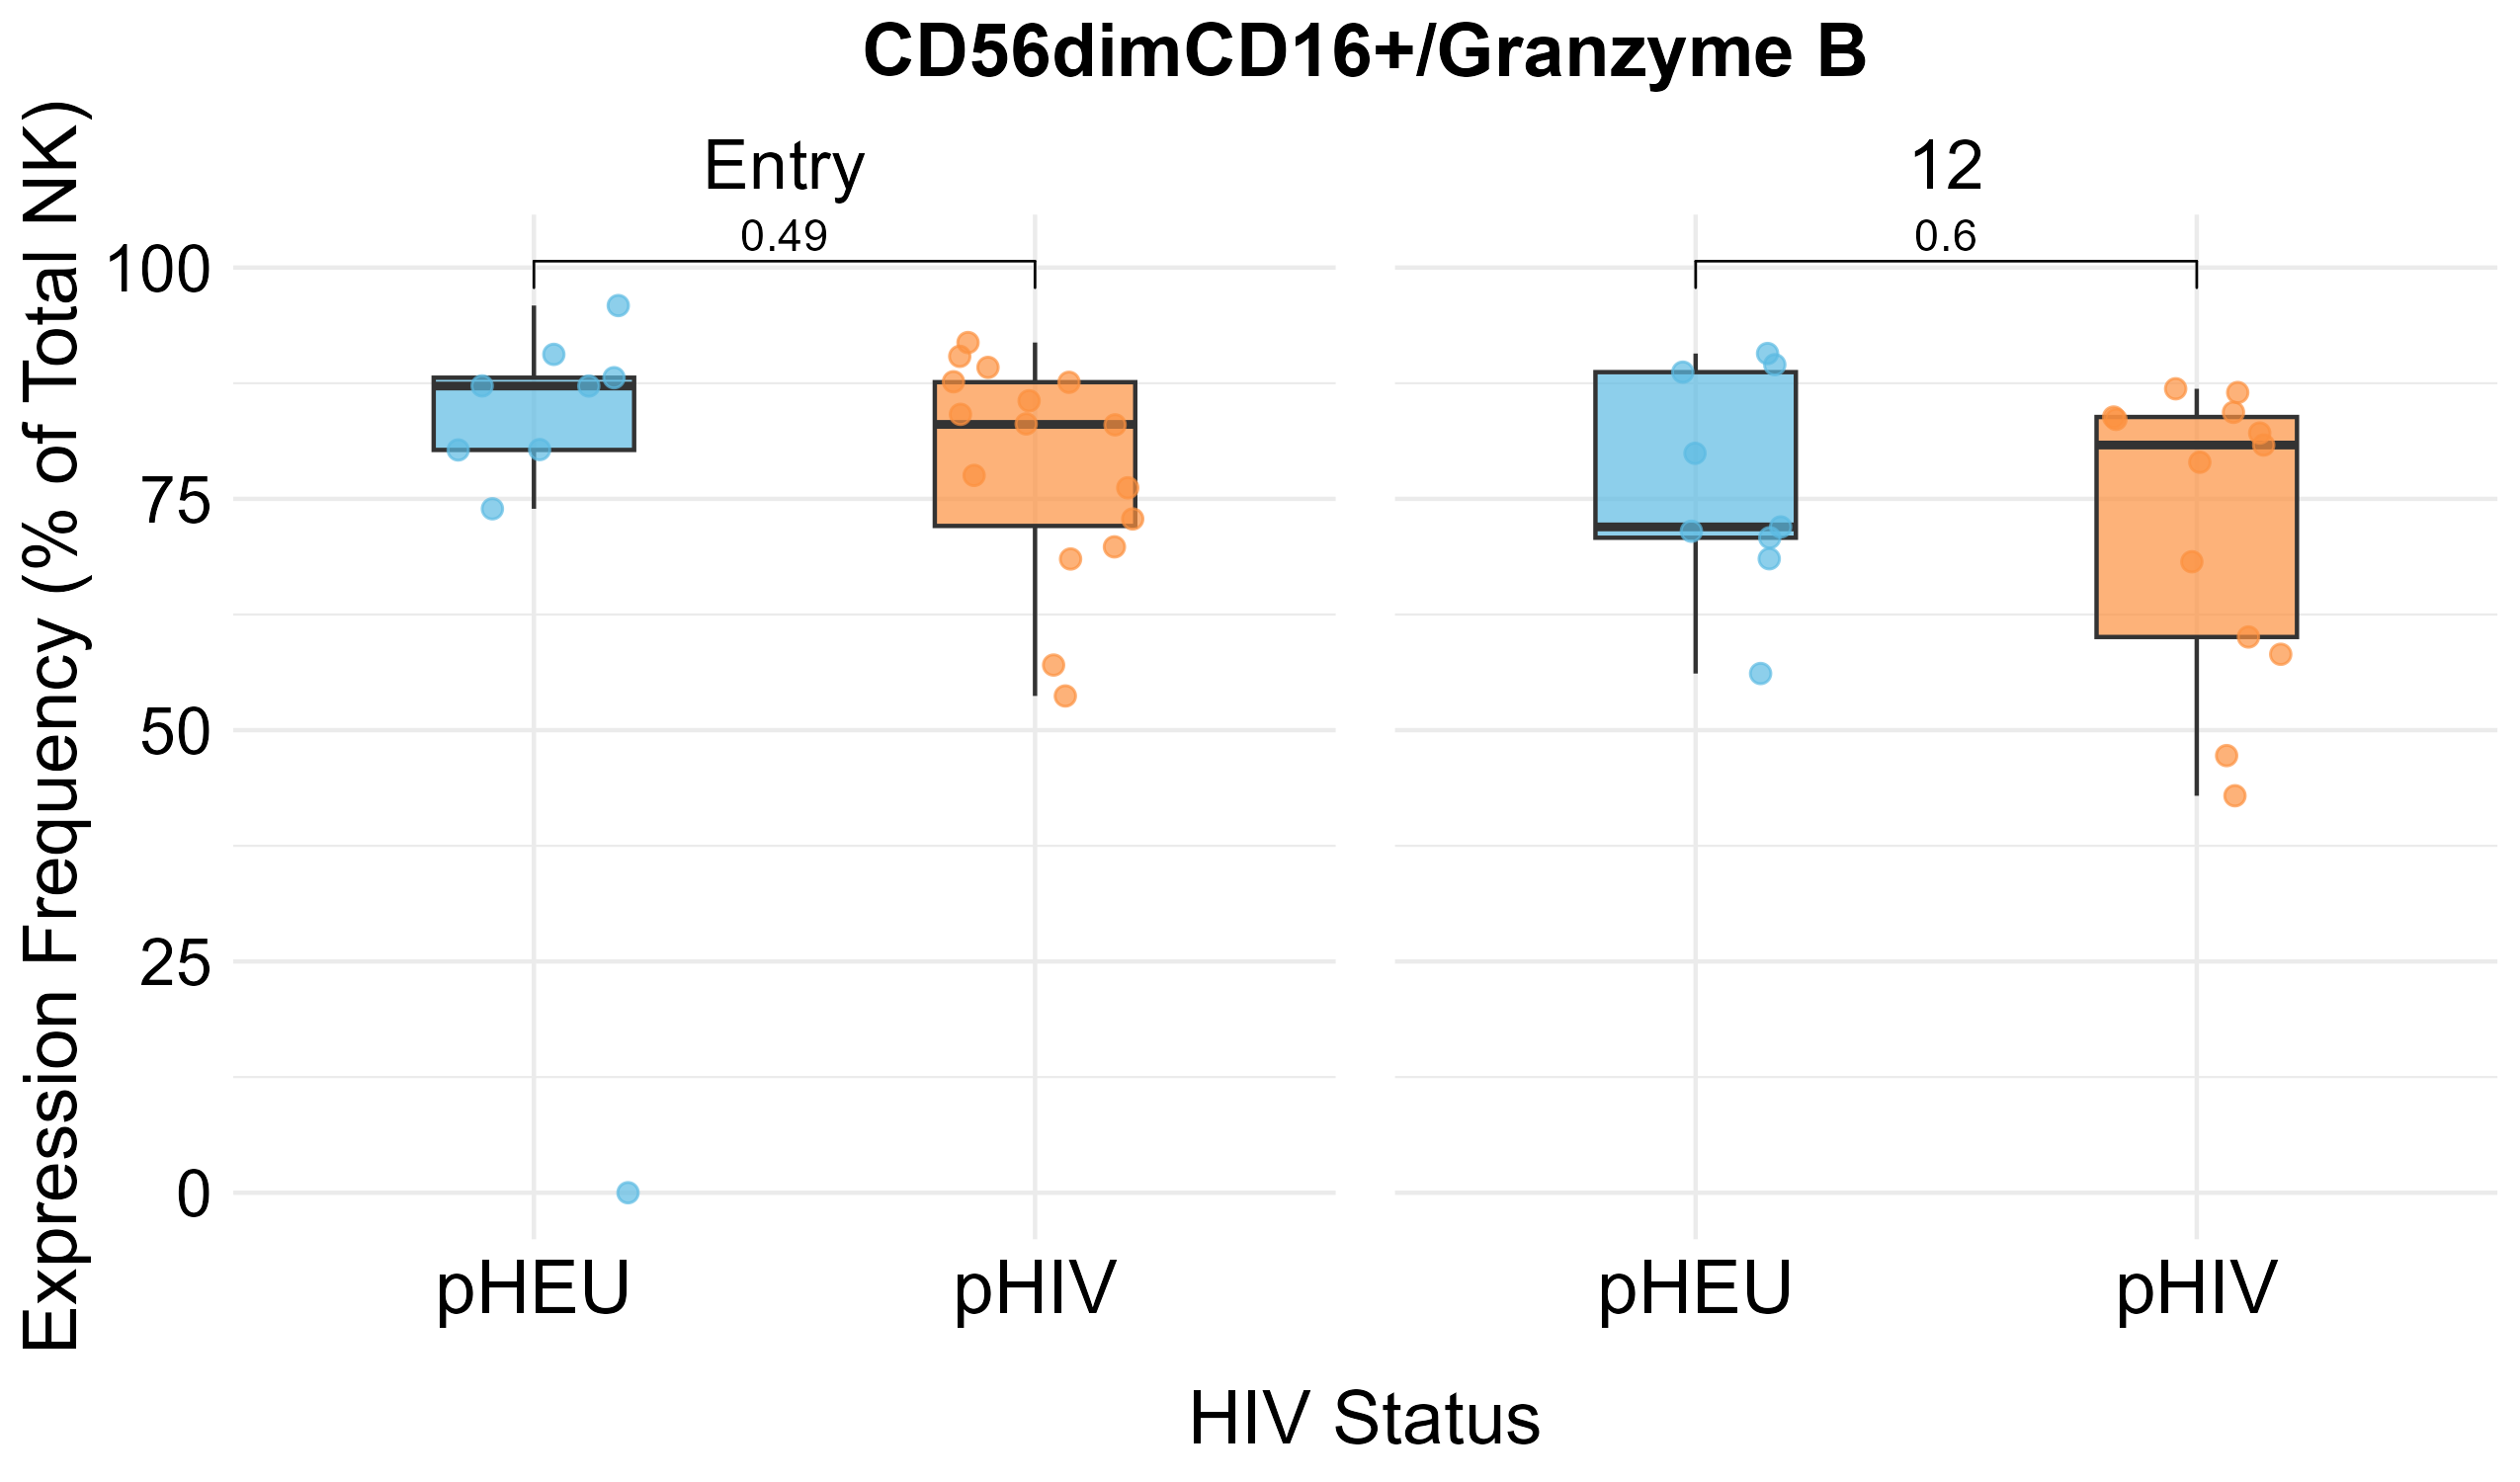 CD56dimCD16+/Granzyme B
Expression Frequency (% of Total NK)
Entry
12
0.49
0.6
100
75
50
25
0
pHEU
pHIV
pHEU
pHIV
HIV Status